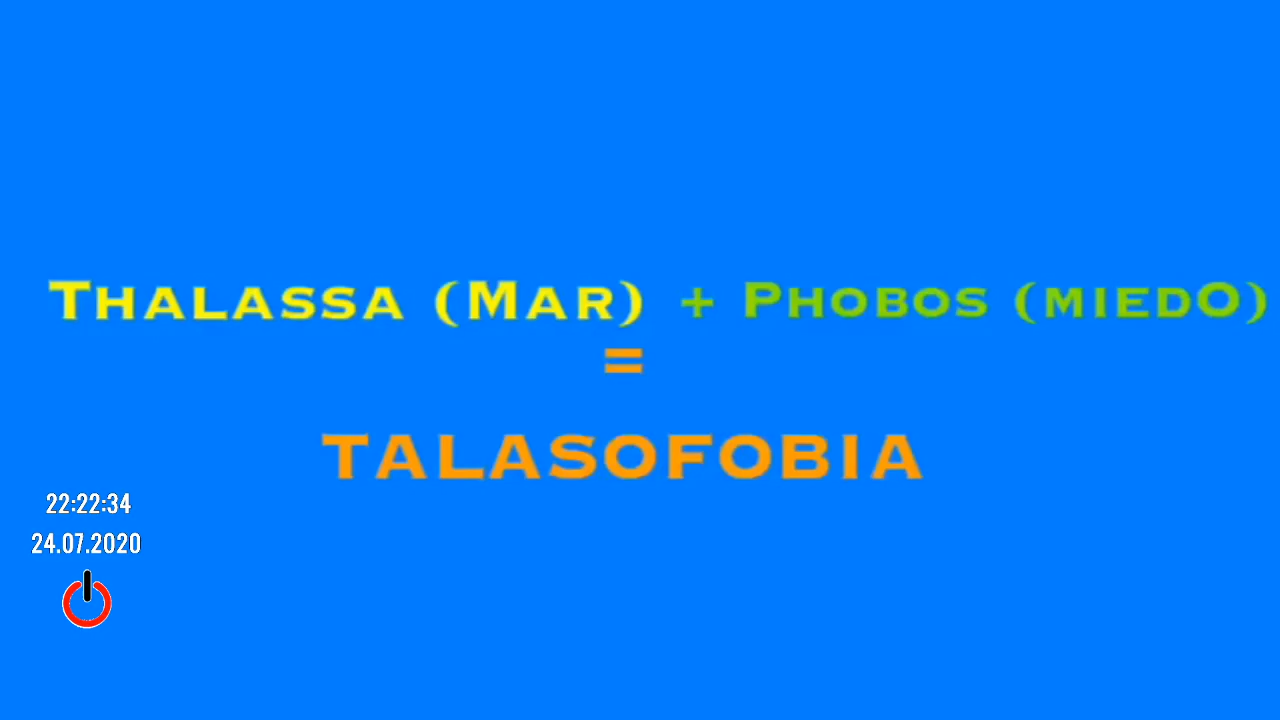 Thalassa (Mar) + Phobos (miedO)
=
TALASOFOBIA
22:22:34
24.07.2020